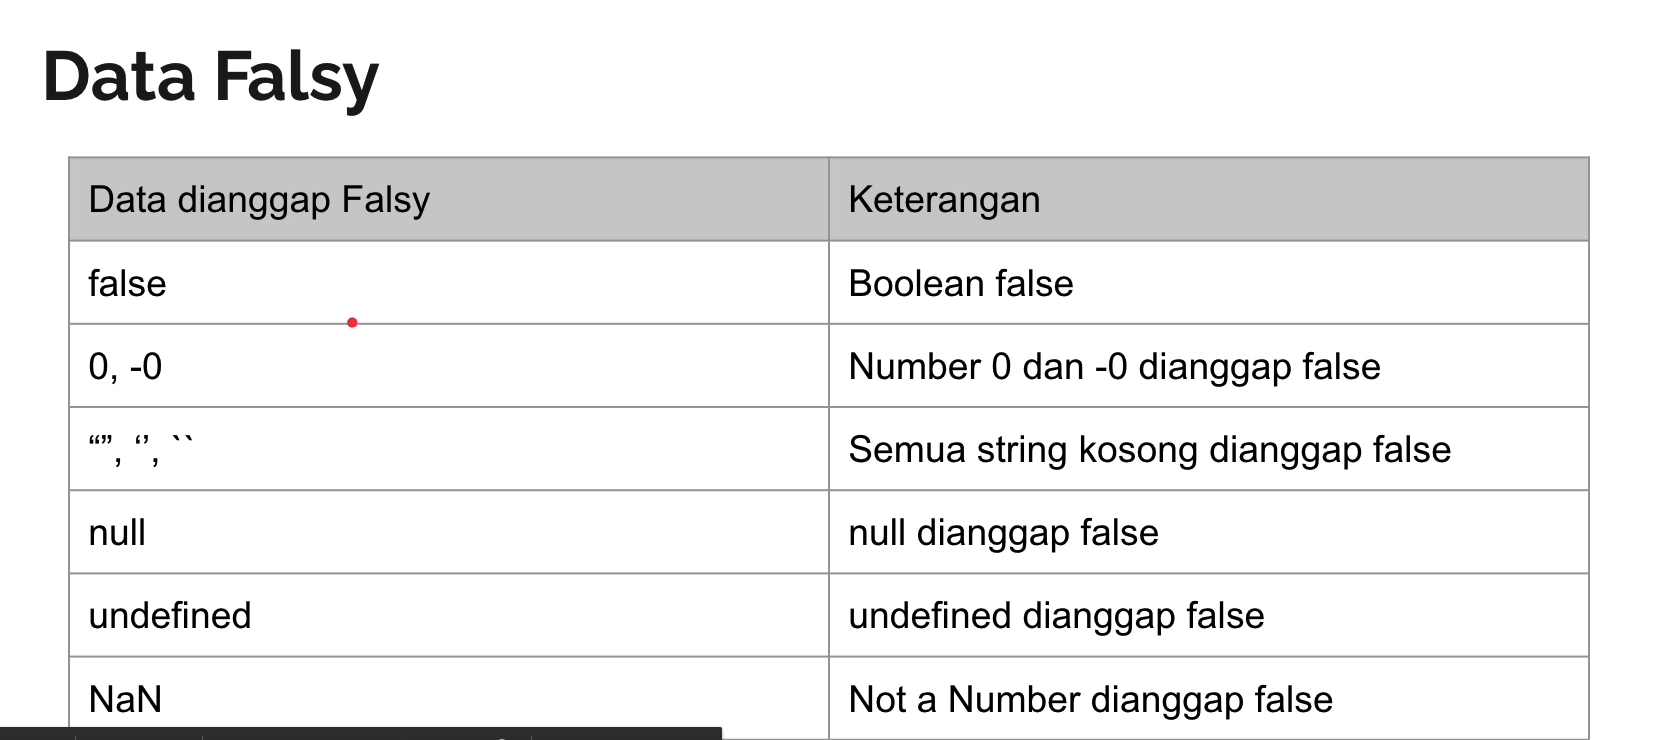 Data Falsy
Data dianggap Falsy Keterangan
false Boolean false
0, -0 Number 0 dan -0 dianggap false
“”, ‘’, `` Semua string kosong dianggap false
null null dianggap false
undefined undefined dianggap false
NaN Not a Number dianggap false